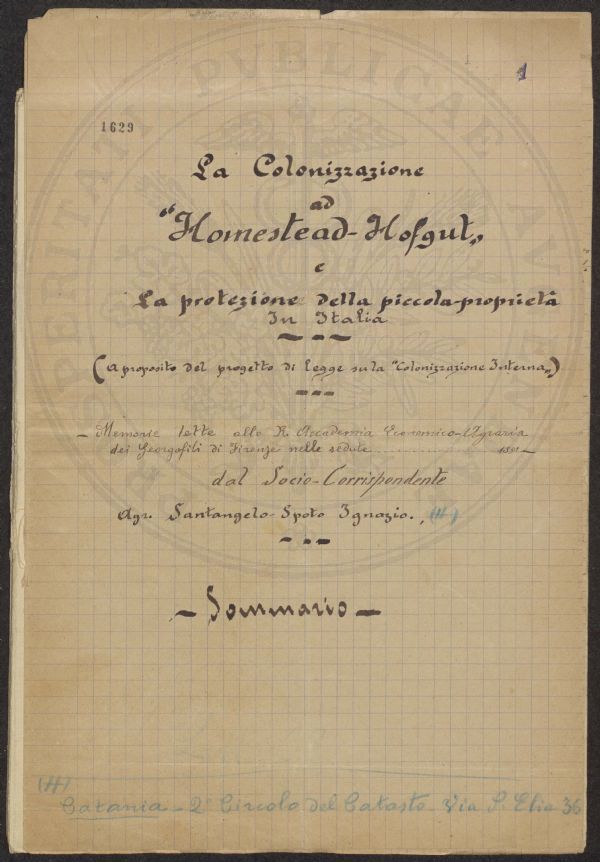 1
1629
La Colonizzazione
ad
"Homestead-Hofgut„
e
La protezione della piccola-proprietà
In Italia
(a proposito del progetto di legge sulla "Colonizzazione Interna„)
- Memorie lette alla R. Accademia Economico-Agraria
dei Georgofili di Firenze nelle sedute
dal Socio-Corrispondente
Agr. Santangelo-Spoto Ignazio. (H)
- Sommario -
(H)
Catania - 2° Circolo del Catasto - Via S. Elia 36